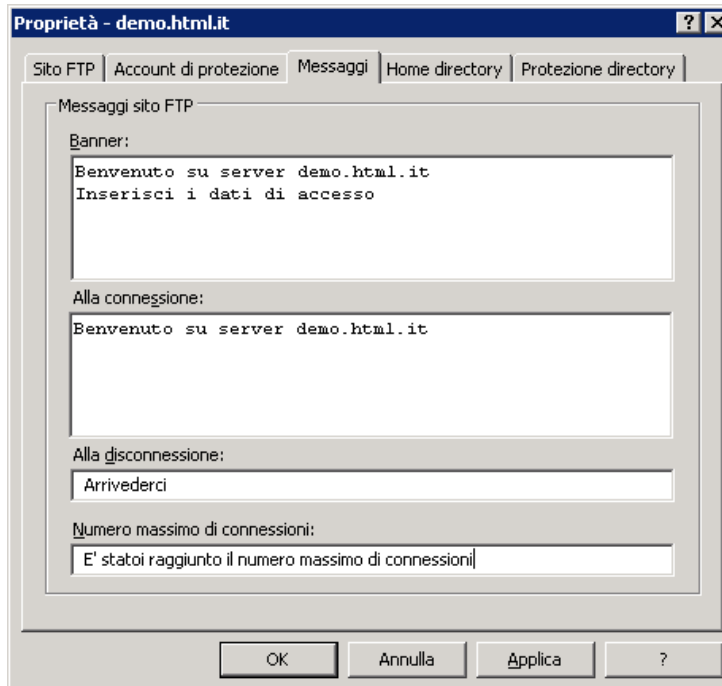 Proprietà - demo.html.it
? X
Sito FTP Account di protezione Messaggi Home directory Protezione directory
Messaggi sito FTP
Banner:
Benvenuto su server demo.html.it
Inserisci i dati di accesso
Alla connessione:
Benvenuto su server demo.html.it
Alla disconnessione:
Arrivederci
Numero massimo di connessioni:
E' statoi raggiunto il numero massimo di connessioni
OK Annulla Applica ?